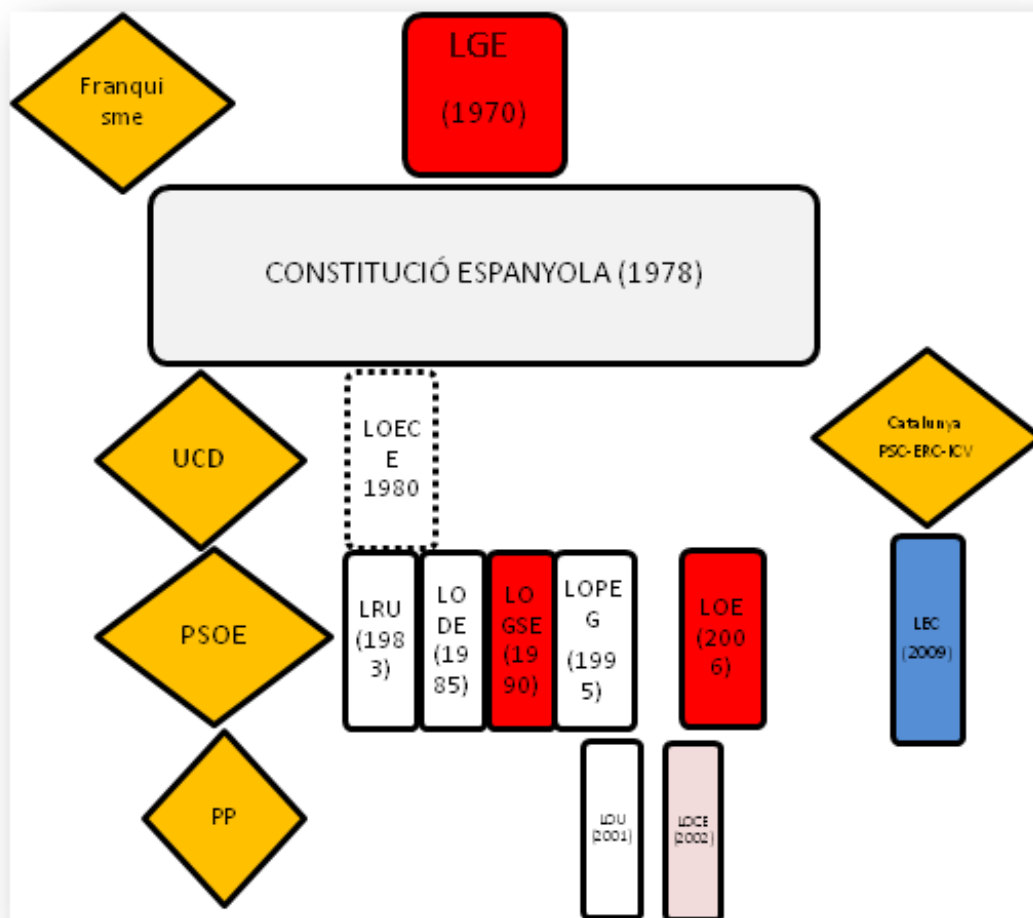 Franqui
sme
LGE
(1970)
CONSTITUCIÓ ESPANYOLA (1978)
UCD
LOEC
E
1980
Catalunya
PSC-ERC-ICV
PSOE
LRU
(198
3)
LO
DE
(19
85)
LO
GSE
(19
90)
LOPE
G
(199
5)
LOE
(200
6)
LEC
(2009)
PP
LOU
(2001)
LOCE
(2002)